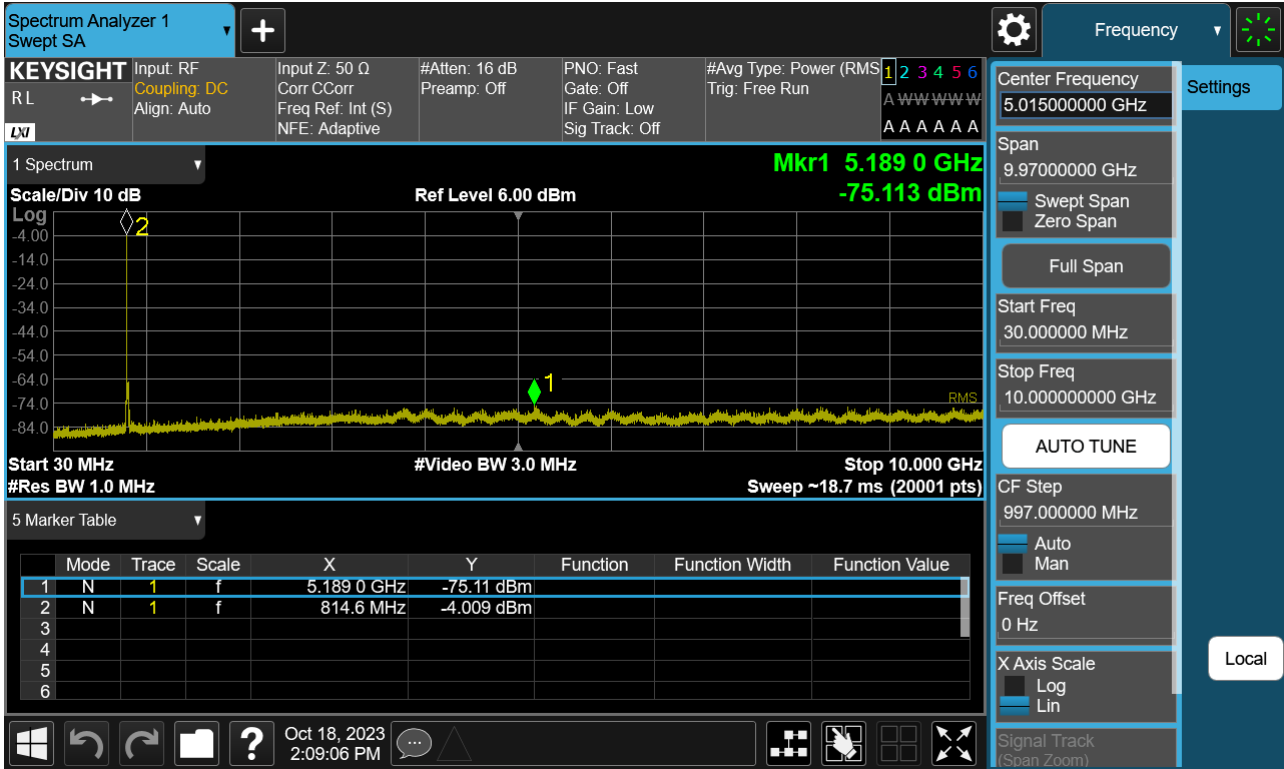 Spectrum Analyzer 1
Swept SA
Frequency
KEYSIGHT
R L
LXI
Input: RF
Coupling: DC
Align: Auto
Input Z: 50 Ω
Corr CCorr
Freq Ref: Int (S)
NFE: Adaptive
#Atten: 16 dB
Preamp: Off
PNO: Fast
Gate: Off
IF Gain: Low
Sig Track: Off
#Avg Type: Power (RMS
Trig: Free Run
1 2 3 4 5 6
A W W W W W
A A A A A A
1 Spectrum
Mkr1 5.189 0 GHz
-75.113 dBm
Scale/Div 10 dB
Ref Level 6.00 dBm
Log
-4.00
-14.0
-24.0
-34.0
-44.0
-54.0
-64.0
-74.0
-84.0
2
1
RMS
Start 30 MHz
#Video BW 3.0 MHz
Stop 10.000 GHz
#Res BW 1.0 MHz
Sweep ~18.7 ms (20001 pts)
5 Marker Table
Mode Trace Scale X Y Function Function Width Function Value
1 N 1 f 5.189 0 GHz -75.11 dBm
2 N 1 f 814.6 MHz -4.009 dBm
3
4
5
6
Oct 18, 2023
2:09:06 PM
Center Frequency
5.015000000 GHz
Span
9.97000000 GHz
Swept Span
Zero Span
Full Span
Start Freq
30.000000 MHz
Stop Freq
10.000000000 GHz
AUTO TUNE
CF Step
997.000000 MHz
Auto
Man
Freq Offset
0 Hz
X Axis Scale
Log
Lin
Signal Track
(Span Zoom)
Settings
Local